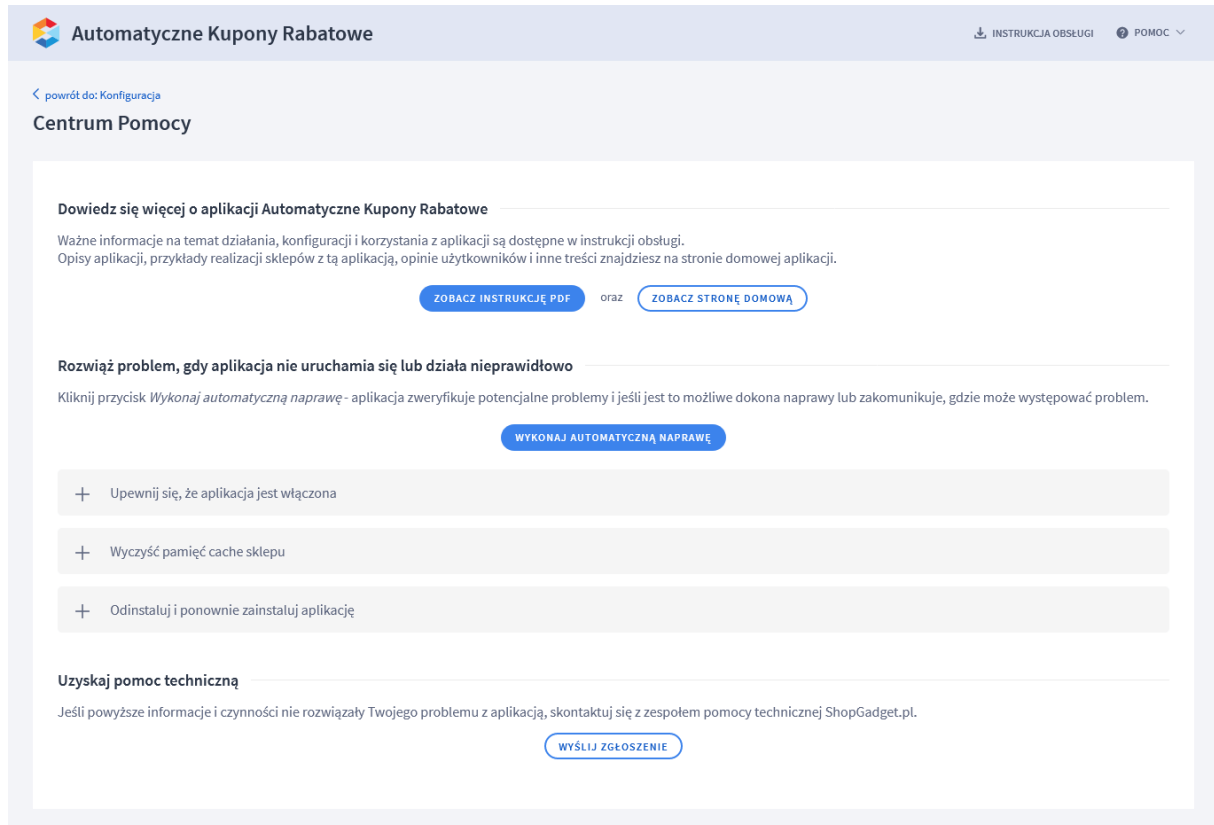 Automatyczne Kupony Rabatowe
INSTRUKCJA OBSŁUGI
POMOC
powrót do: Konfiguracja
Centrum Pomocy
Dowiedz się więcej o aplikacji Automatyczne Kupony Rabatowe
Ważne informacje na temat działania, konfiguracji i korzystania z aplikacji są dostępne w instrukcji obsługi.
Opisy aplikacji, przykłady realizacji sklepów z tą aplikacją, opinie użytkowników i inne treści znajdziesz na stronie domowej aplikacji.
ZOBACZ INSTRUKCJĘ PDF oraz ZOBACZ STRONĘ DOMOWĄ
Rozwiąż problem, gdy aplikacja nie uruchamia się lub działa nieprawidłowo
Kliknij przycisk Wykonaj automatyczną naprawę - aplikacja zweryfikuje potencjalne problemy i jeśli jest to możliwe dokona naprawy lub zakomunikuje, gdzie może występować problem.
WYKONAJ AUTOMATYCZNĄ NAPRAWĘ
Upewnij się, że aplikacja jest włączona
Wyczyść pamięć cache sklepu
Odinstaluj i ponownie zainstaluj aplikację
Uzyskaj pomoc techniczną
Jeśli powyższe informacje i czynności nie rozwiązały Twojego problemu z aplikacją, skontaktuj się z zespołem pomocy technicznej ShopGadget.pl.
WYŚLIJ ZGŁOSZENIE